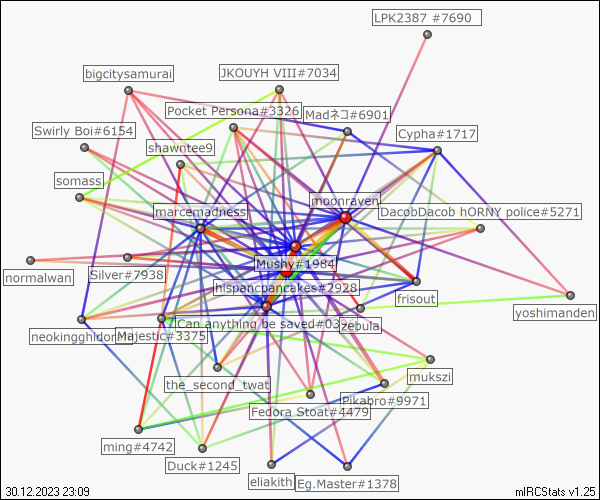 LPK2387 #7690
bigcitysamurai
JKOUYH VIII#7034
Pocket Persona#3326
Madネコ#6901
Swirly Boi#6154
Cypha#1717
shawntee9
somass
moonraven
marcemadness
DacobDacob hORNY police#5271
Mushy#1984
normalwan
Silver#7938
hispancpancakes#2928
frisout
yoshimanden
neokingghidorah
Majestic#3375
Can anything be saved#03
zebula
mukszi
the_second_twat
Pikabro#9971
Fedora Stoat#4479
ming#4742
Duck#1245
eliakith
Eg.Master#1378
30.12.2023 23:09
mIRCStats v1.25